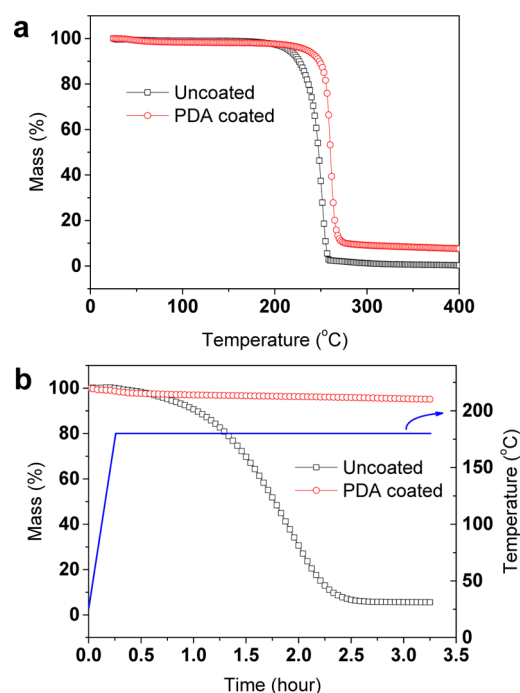 a
100
80
60
40
20
0
Mass (%)
Uncoated
PDA coated
0
100
200
300
400
Temperature (°C)
b
100
80
60
40
20
0
Mass (%)
Uncoated
PDA coated
200
150
100
50
0
Temperature (°C)
0.0
0.5
1.0
1.5
2.0
2.5
3.0
3.5
Time (hour)